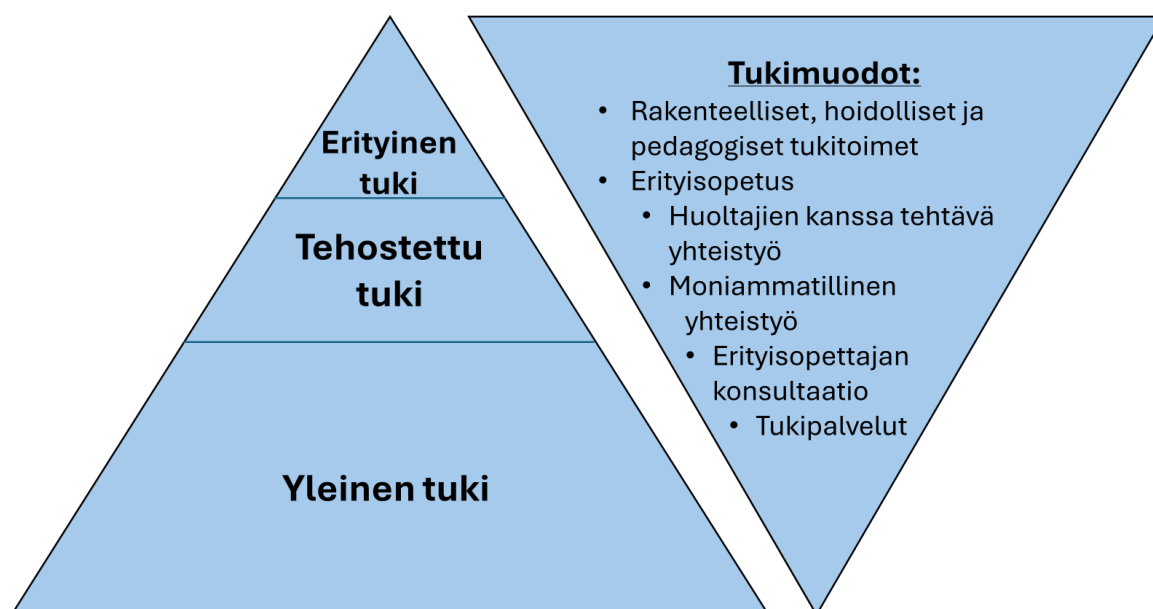 Erityinen
tuki
Tehostettu
tuki
Yleinen tuki
Tukimuodot:
• Rakenteelliset, hoidolliset ja
pedagogiset tukitoimet
• Erityisopetus
• Huoltajien kanssa tehtävä
yhteistyö
• Moniammatillinen
yhteistyö
• Erityisopettajan
konsultaatio
• Tukipalvelut